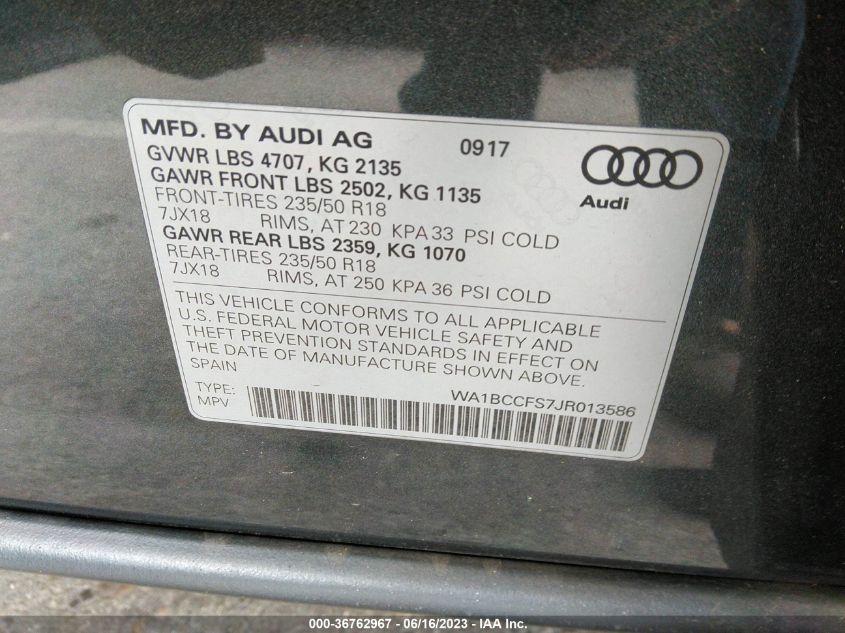 MFD. BY AUDI AG 0917
GVWR LBS 4707, KG 2135
GAWR FRONT LBS 2502, KG 1135
FRONT-TIRES 235/50 R18
7JX18 RIMS, AT 230 KPA 33 PSI COLD
GAWR REAR LBS 2359, KG 1070
REAR-TIRES 235/50 R18
7JX18 RIMS, AT 250 KPA 36 PSI COLD
Audi
THIS VEHICLE CONFORMS TO ALL APPLICABLE
U.S. FEDERAL MOTOR VEHICLE SAFETY AND
THEFT PREVENTION STANDARDS IN EFFECT ON
THE DATE OF MANUFACTURE SHOWN ABOVE.
SPAIN
TYPE:
MPV
WA1BCCFS7JR013586
000-36762967 - 06/16/2023 - IAA Inc.